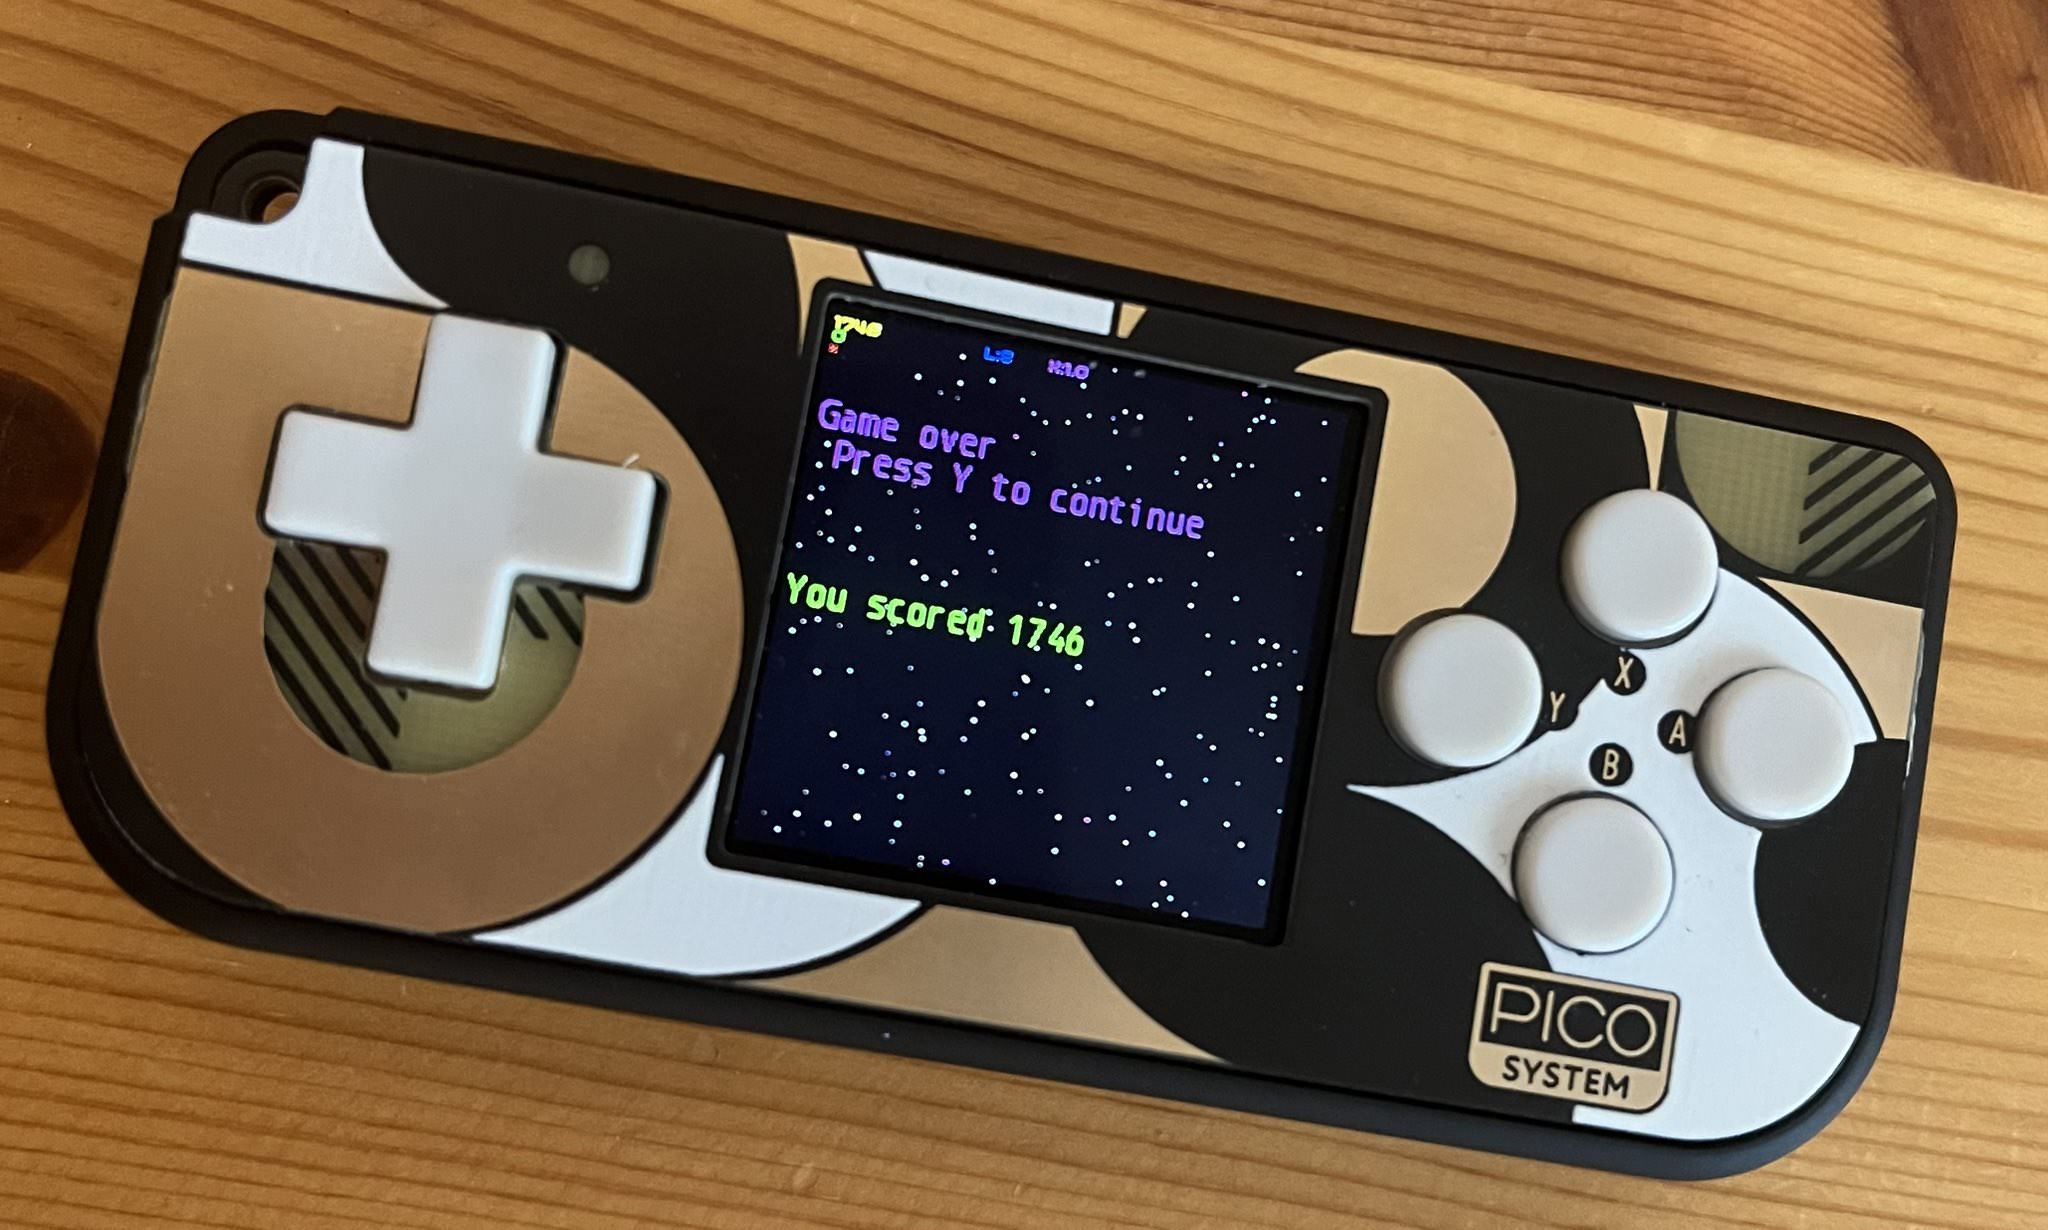 1746
L:8
Game over
Press Y to continue
You scored 1746
X
Y
A
B
PICO
SYSTEM